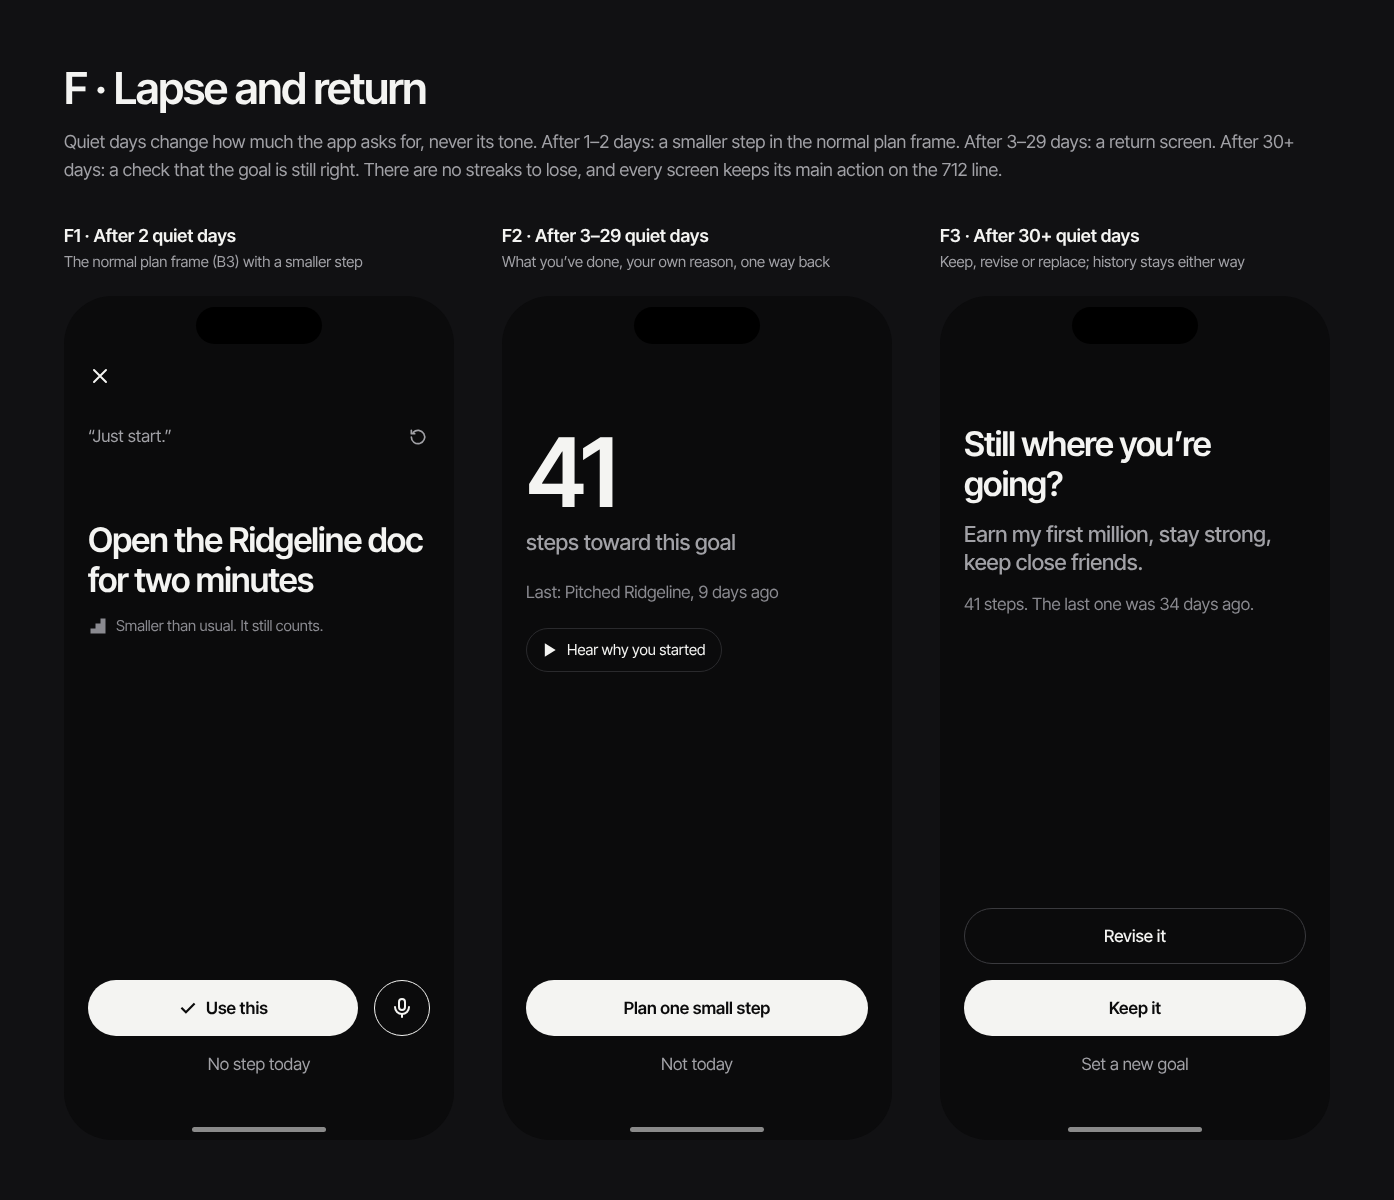 F · Lapse and return
Quiet days change how much the app asks for, never its tone. After 1–2 days: a smaller step in the normal plan frame. After 3–29 days: a return screen. After 30+
days: a check that the goal is still right. There are no streaks to lose, and every screen keeps its main action on the 712 line.
F1 · After 2 quiet days
The normal plan frame (B3) with a smaller step
“Just start.”
Open the Ridgeline doc
for two minutes
Smaller than usual. It still counts.
Use this
No step today
F2 · After 3–29 quiet days
What you’ve done, your own reason, one way back
41
steps toward this goal
Last: Pitched Ridgeline, 9 days ago
Hear why you started
Plan one small step
Not today
F3 · After 30+ quiet days
Keep, revise or replace; history stays either way
Still where you’re
going?
Earn my first million, stay strong,
keep close friends.
41 steps. The last one was 34 days ago.
Revise it
Keep it
Set a new goal